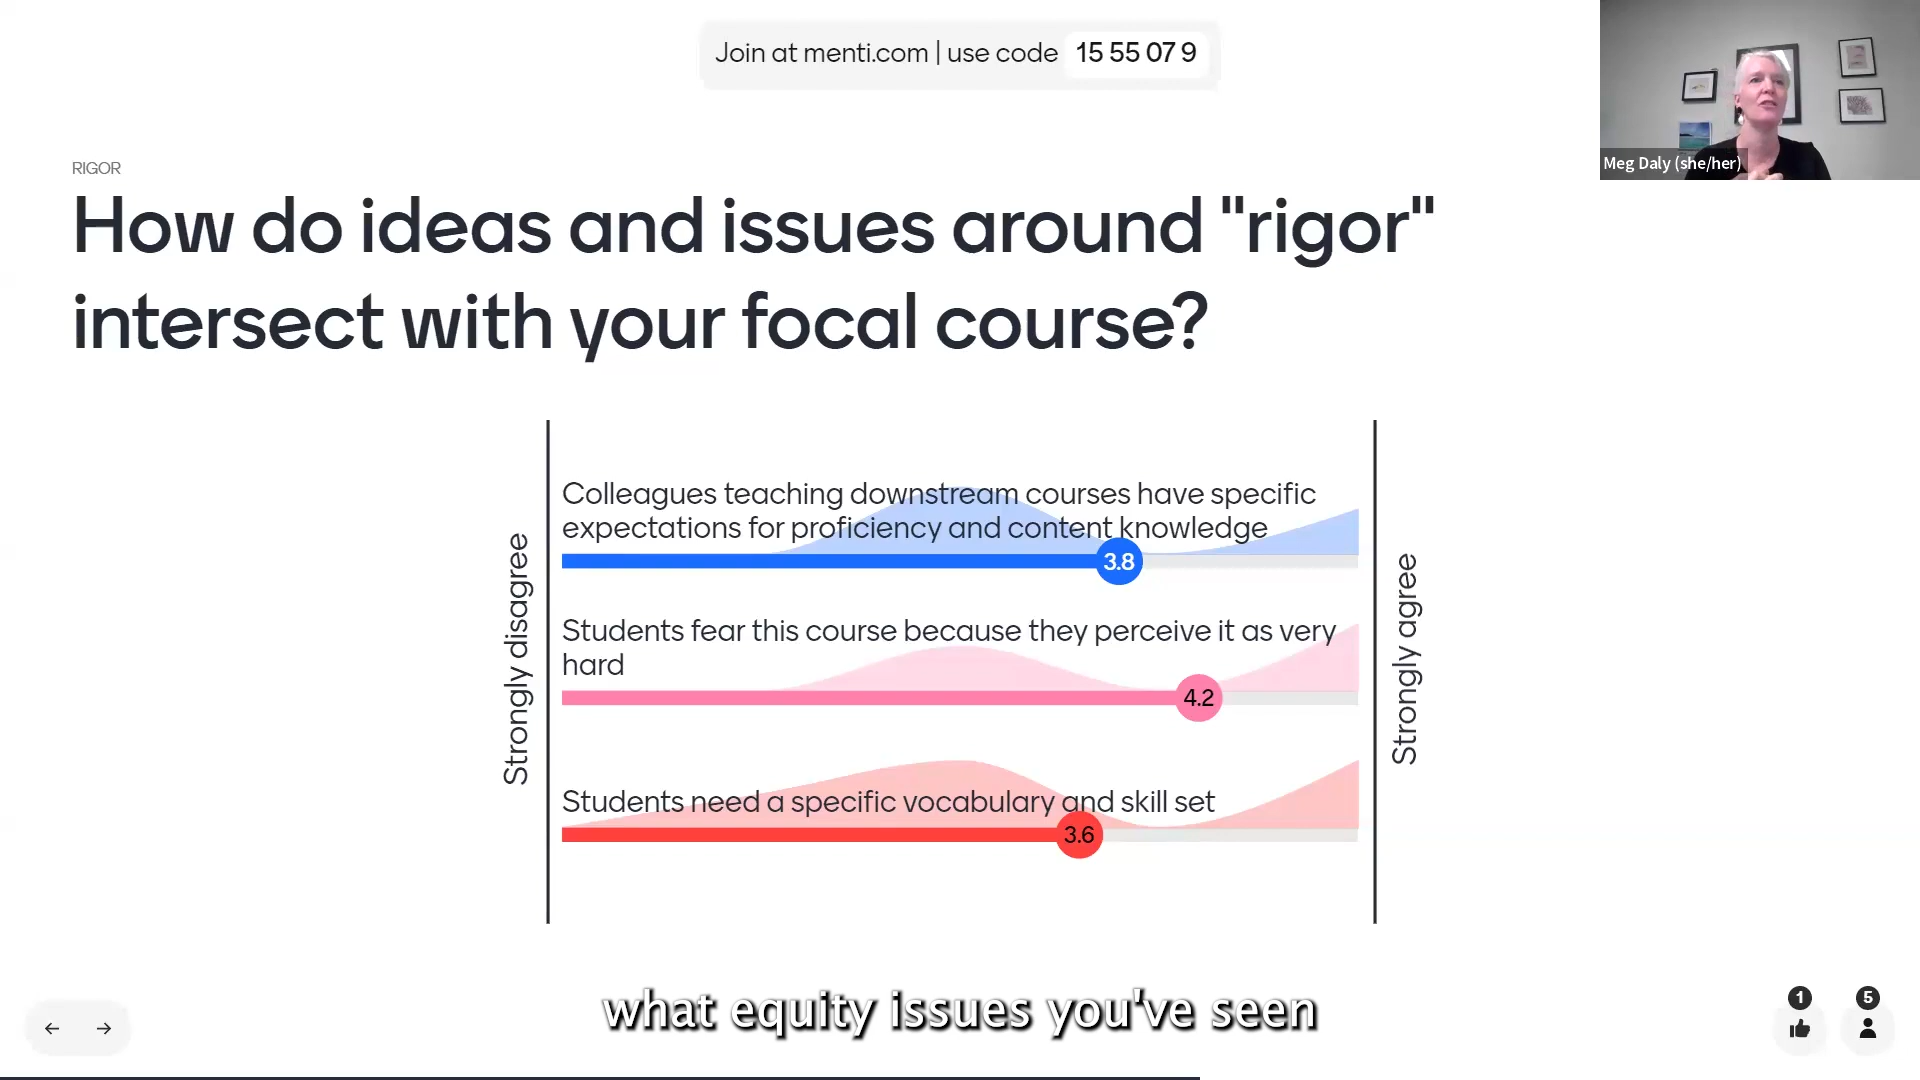 Join at menti.com | use code 15 55 07 9
Meg Daly (she/her)
RIGOR
How do ideas and issues around "rigor"
intersect with your focal course?
Strongly disagree
Colleagues teaching downstream courses have specific
expectations for proficiency and content knowledge
3.8
Students fear this course because they perceive it as very
hard
4.2
Students need a specific vocabulary and skill set
3.6
Strongly agree
what equity issues you've seen
1
5